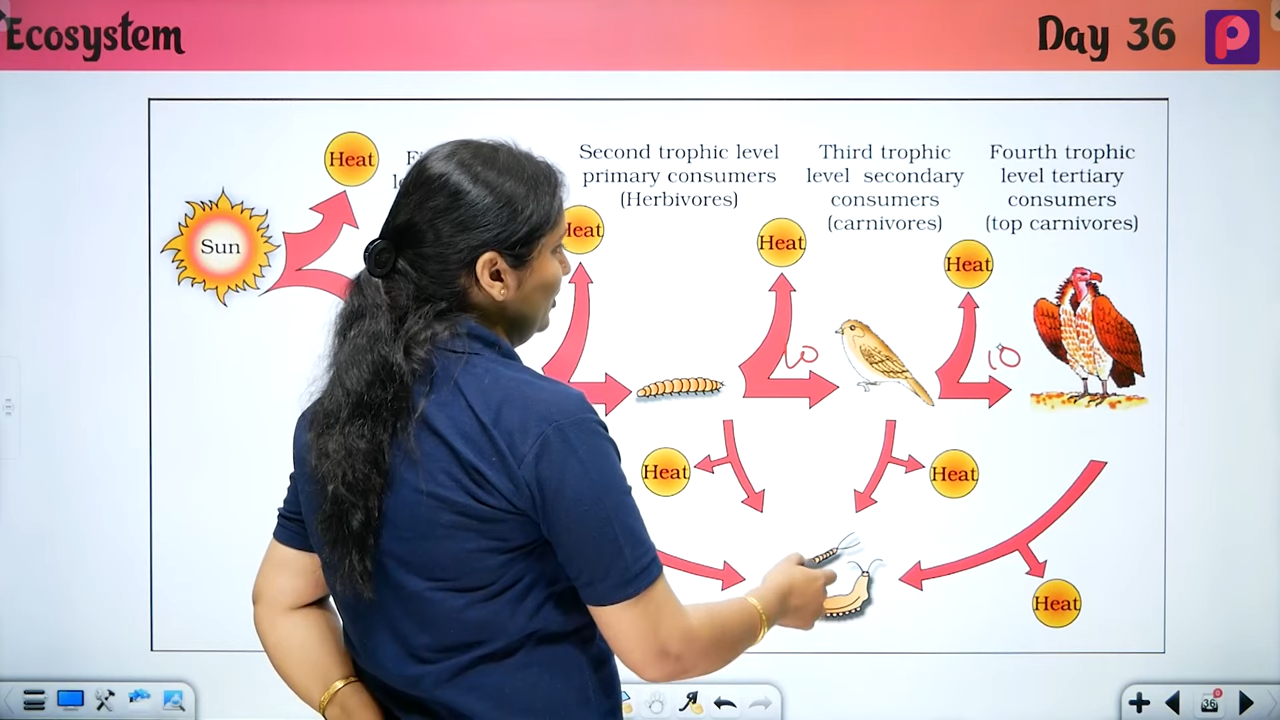 Ecosystem
Day 36
Heat
Sun
Second trophic level
primary consumers
(Herbivores)
Third trophic
level secondary
consumers
(carnivores)
Fourth trophic
level tertiary
consumers
(top carnivores)
Heat
Heat
Heat
10
10
Heat
Heat
Heat
36